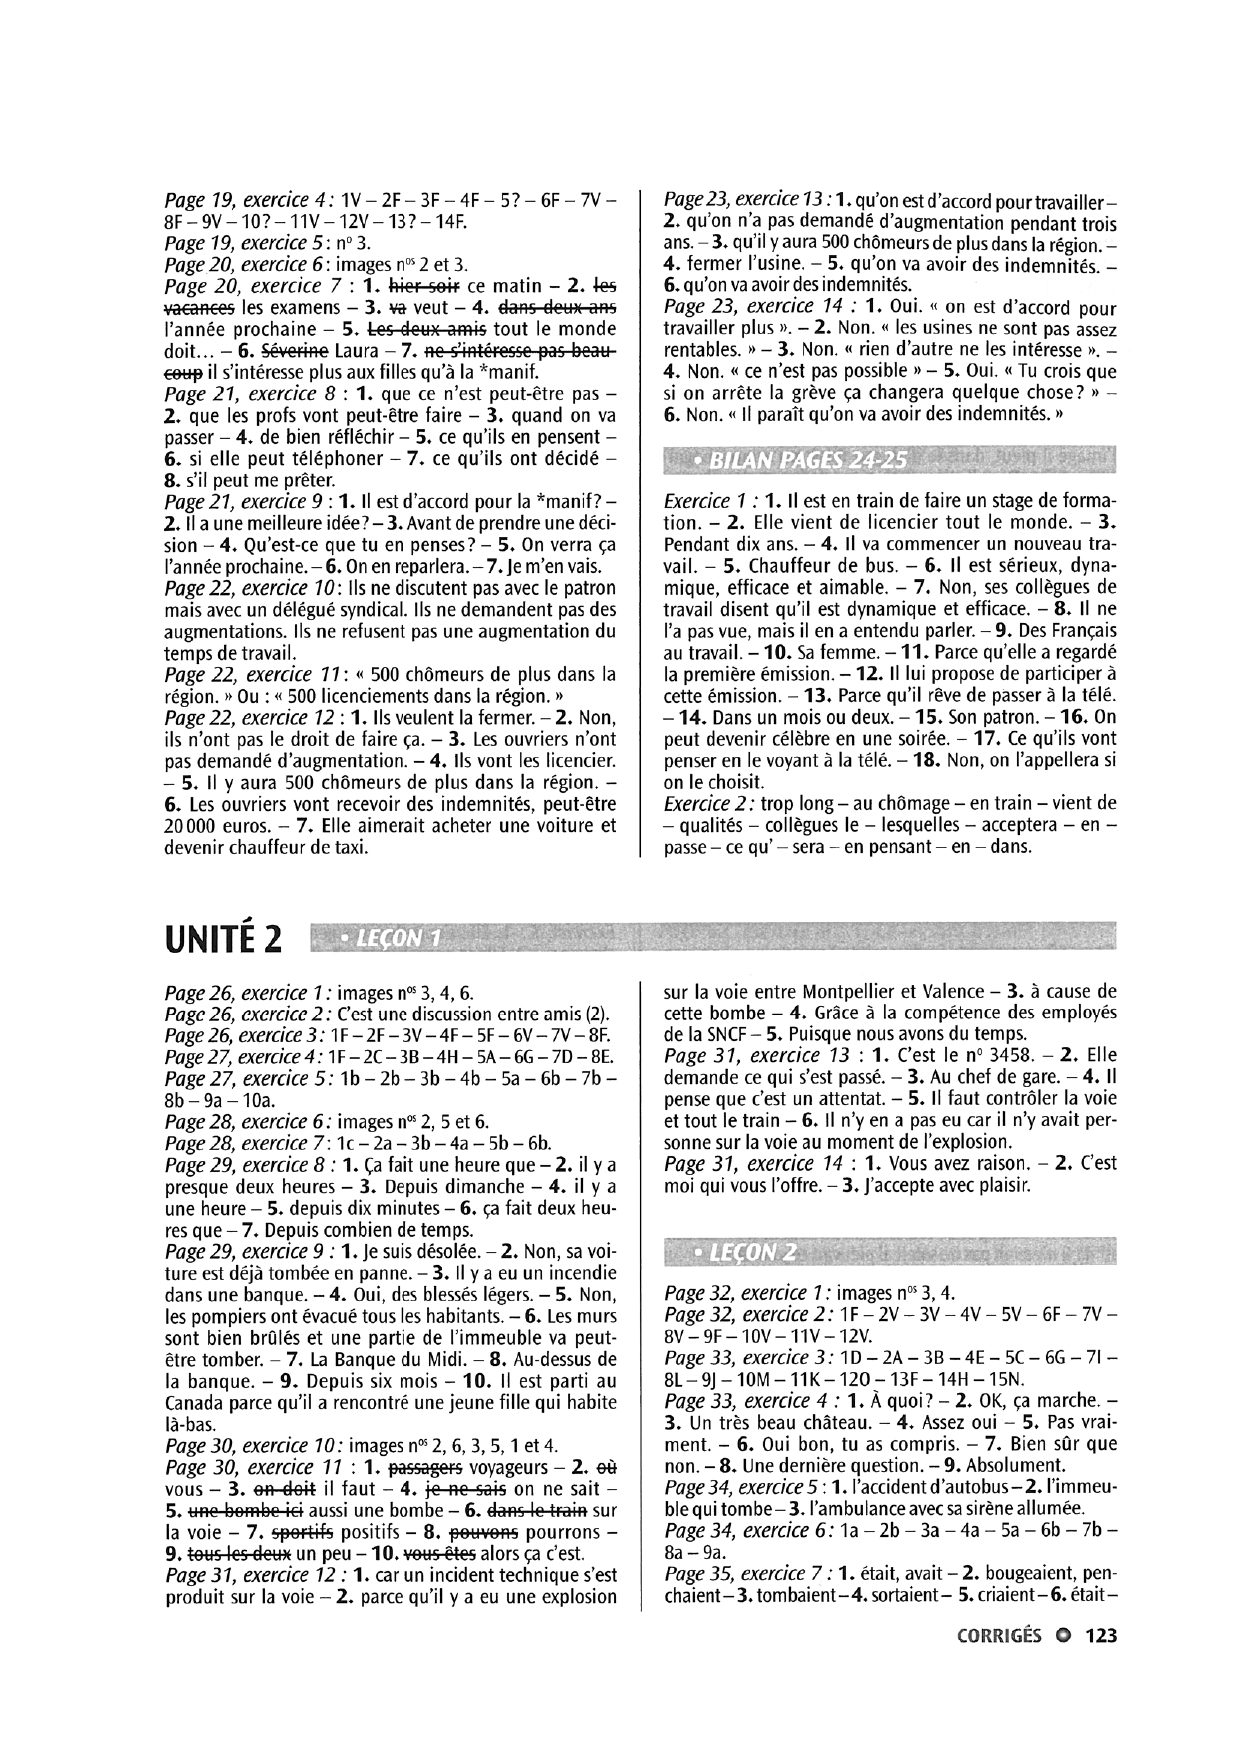 Page 19, exercice 4 : 1V – 2F – 3F – 4F – 5? – 6F – 7V –
8F – 9V – 10? – 11V – 12V – 13? – 14F.
Page 19, exercice 5 : nº 3.
Page 20, exercice 6 : images nos 2 et 3.
Page 20, exercice 7 : 1. hier soir ce matin – 2. les
vacances les examens – 3. va veut – 4. dans deux ans
l'année prochaine – 5. Les deux amis tout le monde
doit... – 6. Séverine Laura – 7. ne s'intéresse pas beau-
coup il s'intéresse plus aux filles qu'à la *manif.
Page 21, exercice 8 : 1. que ce n'est peut-être pas –
2. que les profs vont peut-être faire – 3. quand on va
passer – 4. de bien réfléchir – 5. ce qu'ils en pensent –
6. si elle peut téléphoner – 7. ce qu'ils ont décidé –
8. s'il peut me prêter.
Page 21, exercice 9 : 1. Il est d'accord pour la *manif? –
2. Il a une meilleure idée? – 3. Avant de prendre une déci-
sion – 4. Qu'est-ce que tu en penses? – 5. On verra ça
l'année prochaine. – 6. On en reparlera. – 7. Je m'en vais.
Page 22, exercice 10 : Ils ne discutent pas avec le patron
mais avec un délégué syndical. Ils ne demandent pas des
augmentations. Ils ne refusent pas une augmentation du
temps de travail.
Page 22, exercice 11 : « 500 chômeurs de plus dans la
région. » Ou : « 500 licenciements dans la région. »
Page 22, exercice 12 : 1. Ils veulent la fermer. – 2. Non,
ils n'ont pas le droit de faire ça. – 3. Les ouvriers n'ont
pas demandé d'augmentation. – 4. Ils vont les licencier.
– 5. Il y aura 500 chômeurs de plus dans la région. –
6. Les ouvriers vont recevoir des indemnités, peut-être
20 000 euros. – 7. Elle aimerait acheter une voiture et
devenir chauffeur de taxi.
Page 23, exercice 13 : 1. qu'on est d'accord pour travailler –
2. qu'on n'a pas demandé d'augmentation pendant trois
ans. – 3. qu'il y aura 500 chômeurs de plus dans la région. –
4. fermer l'usine. – 5. qu'on va avoir des indemnités. –
6. qu'on va avoir des indemnités.
Page 23, exercice 14 : 1. Oui. « on est d'accord pour
travailler plus ». – 2. Non. « les usines ne sont pas assez
rentables. » – 3. Non. « rien d'autre ne les intéresse ». –
4. Non. « ce n'est pas possible » – 5. Oui. « Tu crois que
si on arrête la grève ça changera quelque chose? » –
6. Non. « Il paraît qu'on va avoir des indemnités. »
• BILAN PAGES 24-25
Exercice 1 : 1. Il est en train de faire un stage de forma-
tion. – 2. Elle vient de licencier tout le monde. – 3.
Pendant dix ans. – 4. Il va commencer un nouveau tra-
vail. – 5. Chauffeur de bus. – 6. Il est sérieux, dyna-
mique, efficace et aimable. – 7. Non, ses collègues de
travail disent qu'il est dynamique et efficace. – 8. Il ne
l'a pas vue, mais il en a entendu parler. – 9. Des Français
au travail. – 10. Sa femme. – 11. Parce qu'elle a regardé
la première émission. – 12. Il lui propose de participer à
cette émission. – 13. Parce qu'il rêve de passer à la télé.
– 14. Dans un mois ou deux. – 15. Son patron. – 16. On
peut devenir célèbre en une soirée. – 17. Ce qu'ils vont
penser en le voyant à la télé. – 18. Non, on l'appellera si
on le choisit.
Exercice 2 : trop long – au chômage – en train – vient de
– qualités – collègues le – lesquelles – acceptera – en –
passe – ce qu' – sera – en pensant – en – dans.
UNITÉ 2 • LEÇON 1
Page 26, exercice 1 : images nos 3, 4, 6.
Page 26, exercice 2 : C'est une discussion entre amis (2).
Page 26, exercice 3 : 1F – 2F – 3V – 4F – 5F – 6V – 7V – 8F.
Page 27, exercice 4 : 1F – 2C – 3B – 4H – 5A – 6G – 7D – 8E.
Page 27, exercice 5 : 1b – 2b – 3b – 4b – 5a – 6b – 7b –
8b – 9a – 10a.
Page 28, exercice 6 : images nos 2, 5 et 6.
Page 28, exercice 7 : 1c – 2a – 3b – 4a – 5b – 6b.
Page 29, exercice 8 : 1. Ça fait une heure que – 2. il y a
presque deux heures – 3. Depuis dimanche – 4. il y a
une heure – 5. depuis dix minutes – 6. ça fait deux heu-
res que – 7. Depuis combien de temps.
Page 29, exercice 9 : 1. Je suis désolée. – 2. Non, sa voi-
ture est déjà tombée en panne. – 3. Il y a eu un incendie
dans une banque. – 4. Oui, des blessés légers. – 5. Non,
les pompiers ont évacué tous les habitants. – 6. Les murs
sont bien brûlés et une partie de l'immeuble va peut-
être tomber. – 7. La Banque du Midi. – 8. Au-dessus de
la banque. – 9. Depuis six mois – 10. Il est parti au
Canada parce qu'il a rencontré une jeune fille qui habite
là-bas.
Page 30, exercice 10 : images nos 2, 6, 3, 5, 1 et 4.
Page 30, exercice 11 : 1. passagers voyageurs – 2. où
vous – 3. on doit il faut – 4. je ne sais on ne sait –
5. une bombe ici aussi une bombe – 6. dans le train sur
la voie – 7. sportifs positifs – 8. pouvons pourrons –
9. tous les deux un peu – 10. vous êtes alors ça c'est.
Page 31, exercice 12 : 1. car un incident technique s'est
produit sur la voie – 2. parce qu'il y a eu une explosion
sur la voie entre Montpellier et Valence – 3. à cause de
cette bombe – 4. Grâce à la compétence des employés
de la SNCF – 5. Puisque nous avons du temps.
Page 31, exercice 13 : 1. C'est le nº 3458. – 2. Elle
demande ce qui s'est passé. – 3. Au chef de gare. – 4. Il
pense que c'est un attentat. – 5. Il faut contrôler la voie
et tout le train – 6. Il n'y en a pas eu car il n'y avait per-
sonne sur la voie au moment de l'explosion.
Page 31, exercice 14 : 1. Vous avez raison. – 2. C'est
moi qui vous l'offre. – 3. J'accepte avec plaisir.
• LEÇON 2
Page 32, exercice 1 : images nos 3, 4.
Page 32, exercice 2 : 1F – 2V – 3V – 4V – 5V – 6F – 7V –
8V – 9F – 10V – 11V – 12V.
Page 33, exercice 3 : 1D – 2A – 3B – 4E – 5C – 6G – 7I –
8L – 9J – 10M – 11K – 12O – 13F – 14H – 15N.
Page 33, exercice 4 : 1. À quoi? – 2. OK, ça marche. –
3. Un très beau château. – 4. Assez oui – 5. Pas vrai-
ment. – 6. Oui bon, tu as compris. – 7. Bien sûr que
non. – 8. Une dernière question. – 9. Absolument.
Page 34, exercice 5 : 1. l'accident d'autobus – 2. l'immeu-
ble qui tombe – 3. l'ambulance avec sa sirène allumée.
Page 34, exercice 6 : 1a – 2b – 3a – 4a – 5a – 6b – 7b –
8a – 9a.
Page 35, exercice 7 : 1. était, avait – 2. bougeaient, pen-
chaient – 3. tombaient – 4. sortaient – 5. criaient – 6. était –
CORRIGÉS 123